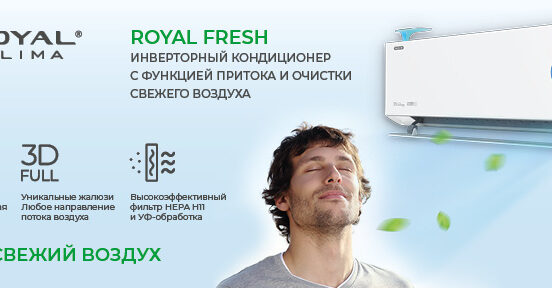 ROYAL FRESH
ИНВЕРТОРНЫЙ КОНДИЦИОНЕР
С ФУНКЦИЕЙ ПРИТОКА И ОЧИСТКИ
СВЕЖЕГО ВОЗДУХА
OYAL®
LIMA
3D
FULL
Уникальные жалюзи
Любое направление
потока воздуха
Высокоэффективный
фильтр HEPA H11
и УФ-обработка
СВЕЖИЙ ВОЗДУХ